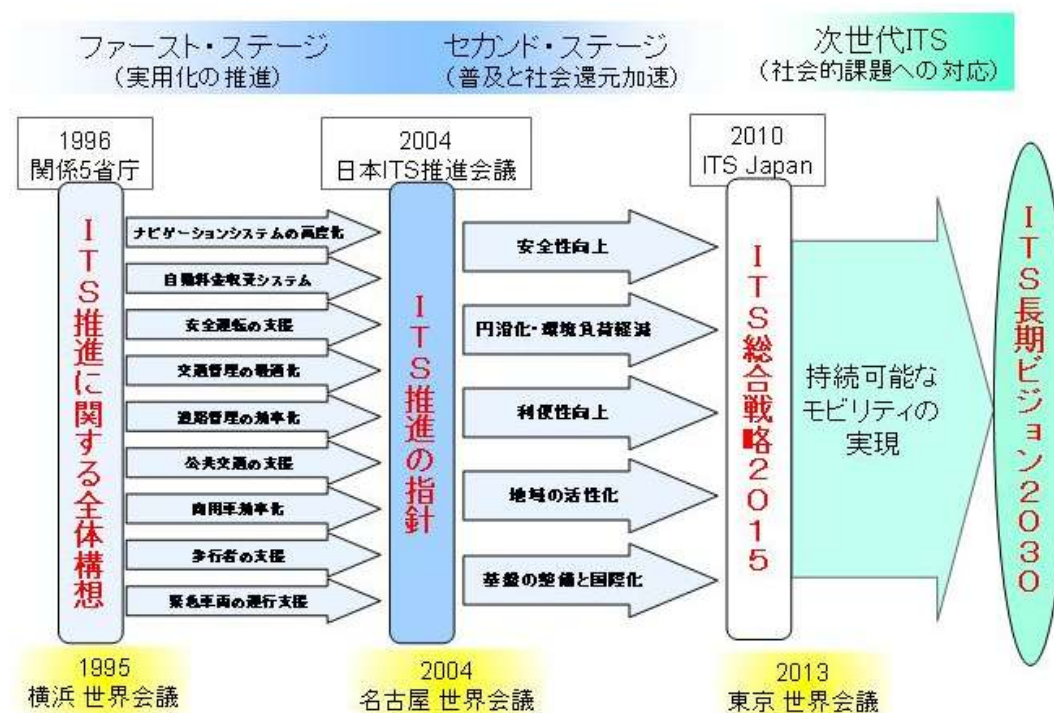 ファースト・ステージ
(実用化の推進)
セカンド・ステージ
(普及と社会還元加速)
次世代ITS
(社会的課題への対応)
1996
関係5省庁
2004
日本ITS推進会議
2010
ITS Japan
ITS推進に関する全体構想
ナビゲーションシステムの高度化
自動料金収受システム
安全運転の支援
交通管理の最適化
道路管理の効率化
公共交通の支援
商用車効率化
歩行者の支援
緊急車両の運行支援
ITS推進の指針
安全性向上
円滑化・環境負荷軽減
利便性向上
地域の活性化
基盤の整備と国際化
ITS総合戦略2015
持続可能な
モビリティの
実現
ITS長期ビジョン2030
1995
横浜 世界会議
2004
名古屋 世界会議
2013
東京 世界会議